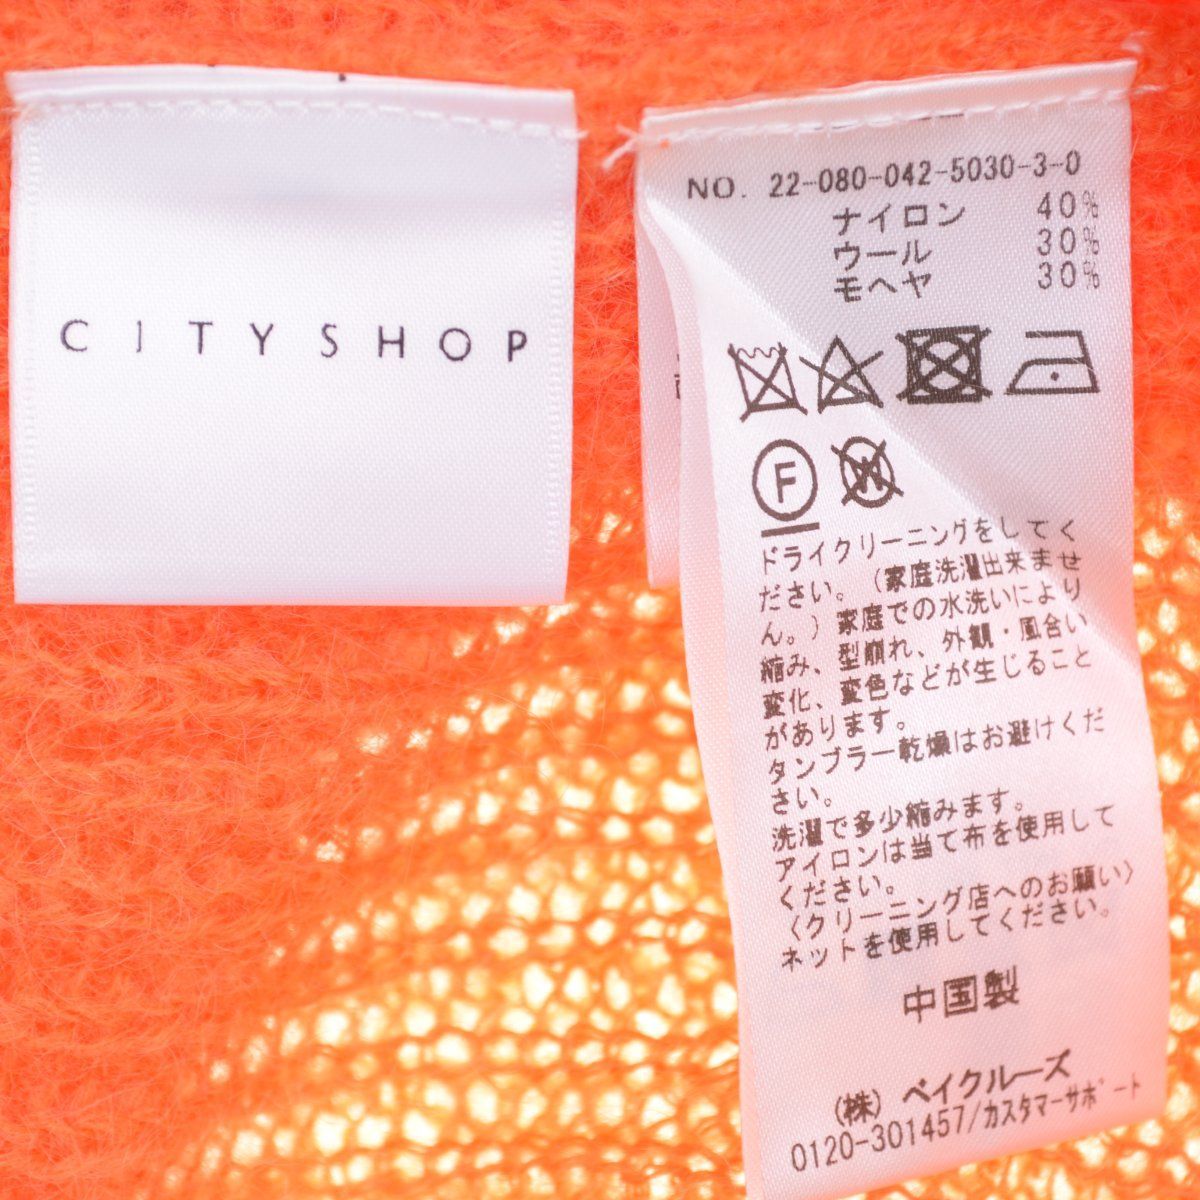 CITYSHOP
NO. 22-080-042-5030-3-0
ナイロン 40%
ウール 30%
モヘヤ 30%
F
W
ドライクリーニングをしてく
ださい。(家庭洗濯出来ませ
ん。)家庭での水洗いにより
縮み、型崩れ、外観・風合い
変化、変色などが生じること
があります。
タンブラー乾燥はお避けくだ
さい。
洗濯で多少縮みます。
アイロンは当て布を使用して
ください。
〈クリーニング店へのお願い〉
ネットを使用してください。
中国製
(株) ベイクルーズ
0120-301457/カスタマーサポート